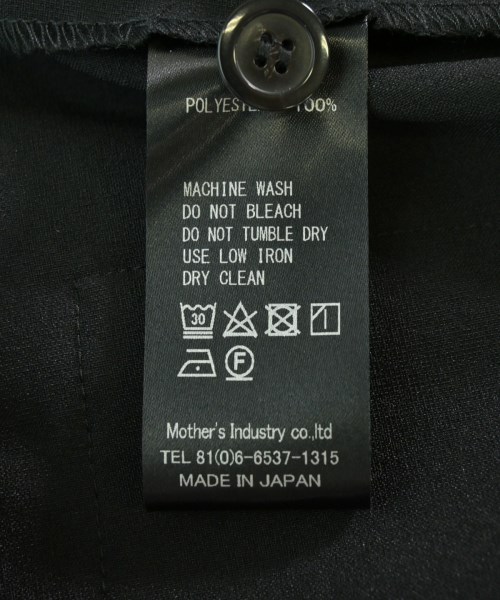 POLYESTER 100%
MACHINE WASH
DO NOT BLEACH
DO NOT TUMBLE DRY
USE LOW IRON
DRY CLEAN
30
F
Mother's Industry co.,ltd
TEL 81(0)6-6537-1315
MADE IN JAPAN